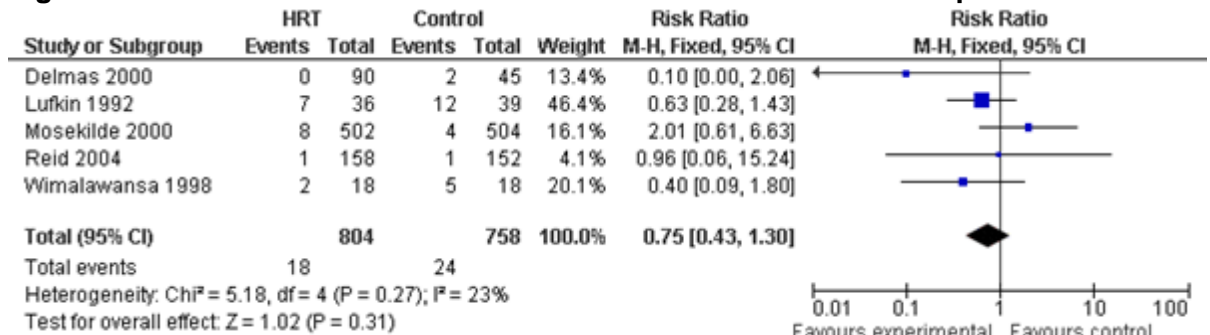 HRT Control Risk Ratio Risk Ratio
Study or Subgroup Events Total Events Total Weight M-H, Fixed, 95% CI M-H, Fixed, 95% CI
Delmas 2000 0 90 2 45 13.4% 0.10 [0.00, 2.06]
Lufkin 1992 7 36 12 39 46.4% 0.63 [0.28, 1.43]
Mosekilde 2000 8 502 4 504 16.1% 2.01 [0.61, 6.63]
Reid 2004 1 158 1 152 4.1% 0.96 [0.06, 15.24]
Wimalawansa 1998 2 18 5 18 20.1% 0.40 [0.09, 1.80]
Total (95% CI) 804 758 100.0% 0.75 [0.43, 1.30]
Total events 18 24
Heterogeneity: Chi² = 5.18, df = 4 (P = 0.27); I² = 23%
Test for overall effect: Z = 1.02 (P = 0.31)
0.01 0.1 1 10 100
Favours experimental Favours control